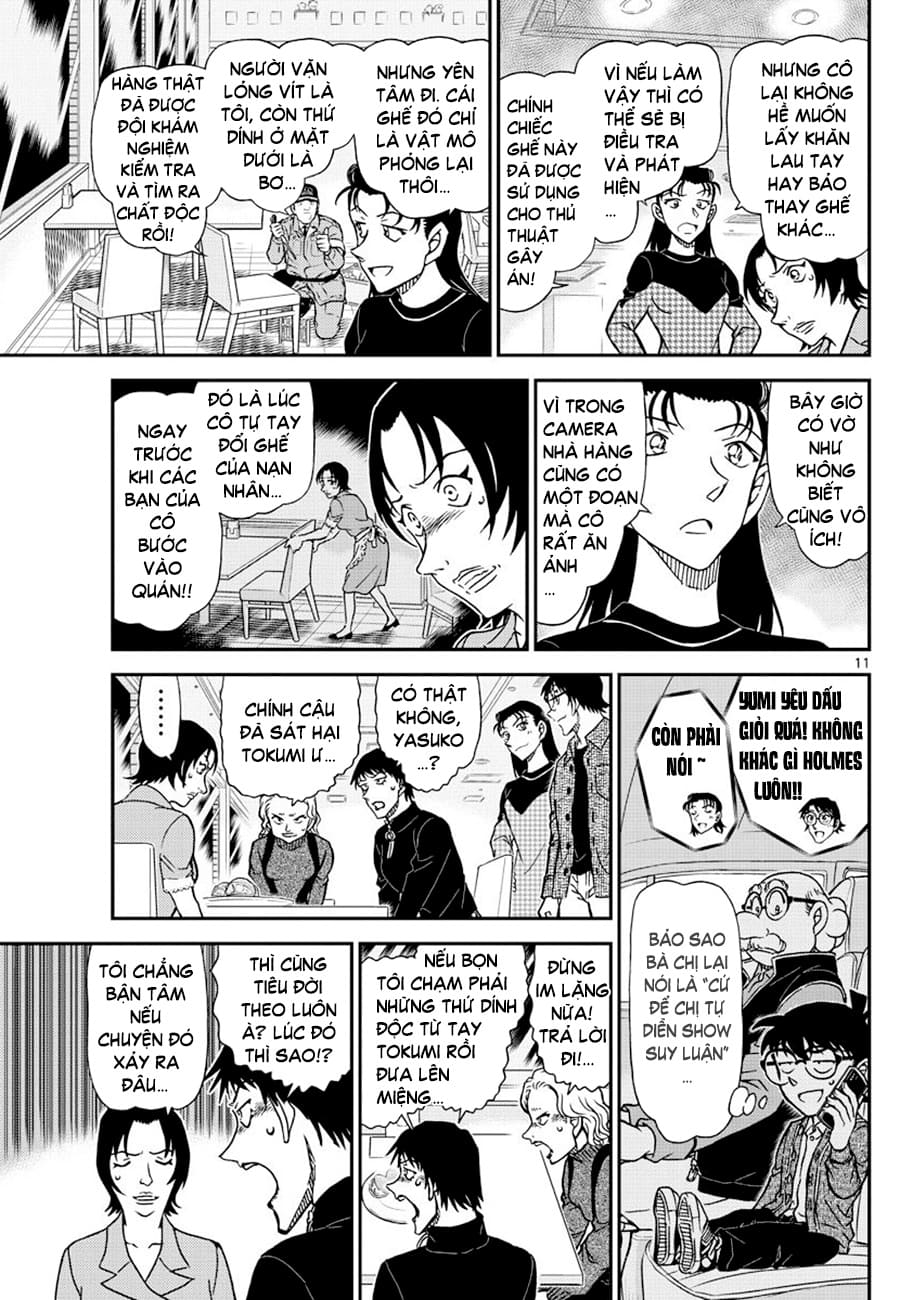 NHƯNG CÔ
LẠI KHÔNG
HỀ MUỐN
LẤY KHĂN
LAU TAY
HAY BẢO
THAY GHẾ
KHÁC...
VÌ NẾU LÀM
VẬY THÌ CÓ
THỂ SẼ BỊ
ĐIỀU TRA
VÀ PHÁT
HIỆN
...
CHÍNH
CHIẾC
GHẾ NÀY
ĐÃ ĐƯỢC
SỬ DỤNG
CHO THỦ
THUẬT
GÂY
ÁN!
NHƯNG YÊN
TÂM ĐI. CÁI
GHẾ ĐÓ CHỈ
LÀ VẬT MÔ
PHỎNG LẠI
THÔI...
NGƯỜI VẶN
LỎNG VÍT LÀ
TÔI, CÒN THỨ
DÍNH Ở MẶT
DƯỚI LÀ
BƠ...
HÀNG THẬT
ĐÃ ĐƯỢC
ĐỘI KHÁM
NGHIỆM
KIỂM TRA
VÀ TÌM RA
CHẤT ĐỘC
RỒI!
BÂY GIỜ
CÓ VỜ
NHƯ
KHÔNG
BIẾT
CŨNG VÔ
ÍCH!
VÌ TRONG
CAMERA
NHÀ HÀNG
CŨNG CÓ
MỘT ĐOẠN
MÀ CÔ
RẤT ĂN
ẢNH
...
ĐÓ LÀ LÚC
CÔ TỰ TAY
ĐỔI GHẾ
CỦA NẠN
NHÂN...
NGAY
TRƯỚC
KHI CÁC
BẠN CỦA
CÔ
BƯỚC
VÀO
QUÁN!!
11
YUMI YÊU DẤU
GIỎI QUÁ! KHÔNG
KHÁC GÌ HOLMES
LUÔN!!
CÒN PHẢI
NÓI ~
BẢO SAO
BÀ CHỊ LẠI
NÓI LÀ "CỨ
ĐỂ CHỊ TỰ
DIỄN SHOW
SUY LUẬN"
...
CÓ THẬT
KHÔNG,
YASUKO
...?
CHÍNH CẬU
ĐÃ SÁT HẠI
TOKUMI Ư...
......
ĐỪNG
IM LẶNG
NỮA!
TRẢ LỜI
ĐI!...
NẾU BỌN
TÔI CHẠM PHẢI
NHỮNG THỨ DÍNH
ĐỘC TỪ TAY
TOKUMI RỒI
ĐƯA LÊN
MIỆNG...
THÌ CŨNG
TIÊU ĐỜI
THEO LUÔN
À? LÚC ĐÓ
THÌ SAO!?
TÔI CHẲNG
BẬN TÂM
NẾU
CHUYỆN ĐÓ
XẢY RA
ĐÂU...